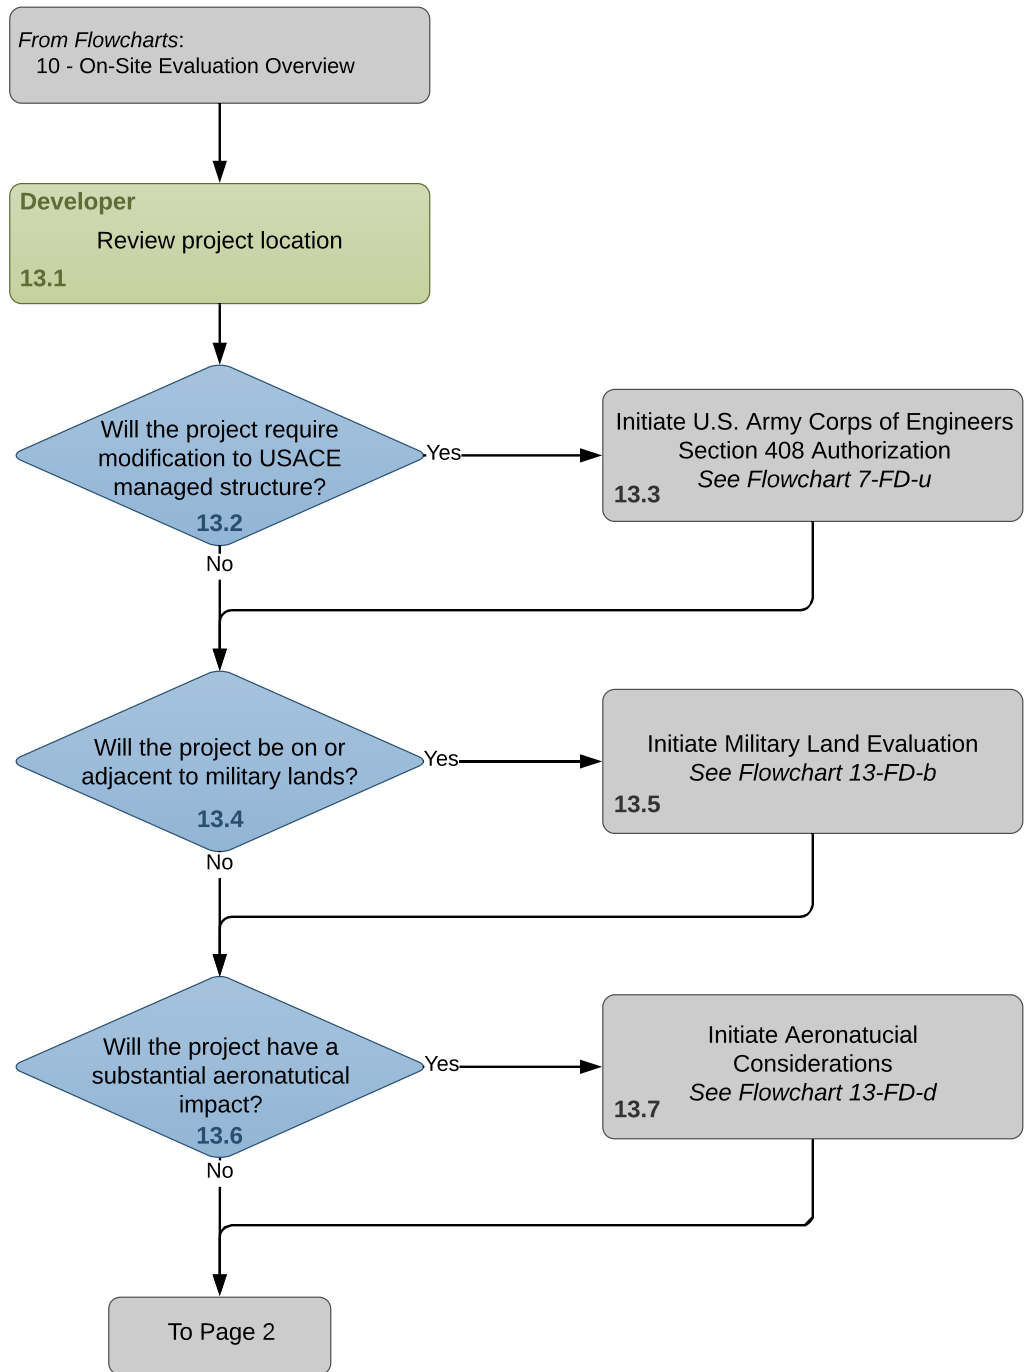 From Flowcharts:
10 - On-Site Evaluation Overview
Developer
Review project location
13.1
Will the project require
modification to USACE
managed structure?
13.2
Yes
Initiate U.S. Army Corps of Engineers
Section 408 Authorization
See Flowchart 7-FD-u
13.3
No
Will the project be on or
adjacent to military lands?
13.4
Yes
Initiate Military Land Evaluation
See Flowchart 13-FD-b
13.5
No
Will the project have a
substantial aeronatutical
impact?
13.6
Yes
Initiate Aeronatucial
Considerations
See Flowchart 13-FD-d
13.7
No
To Page 2